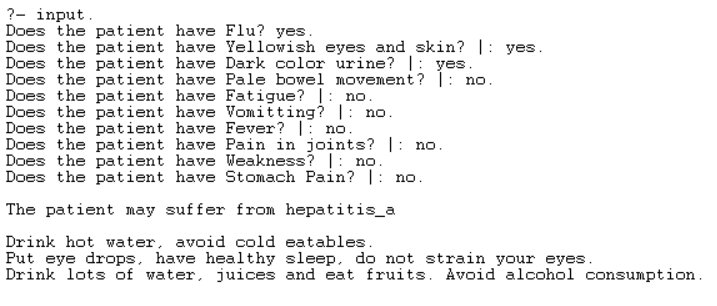 ?- input.
Does the patient have Flu? yes.
Does the patient have Yellowish eyes and skin? |: yes.
Does the patient have Dark color urine? |: yes.
Does the patient have Pale bowel movement? |: no.
Does the patient have Fatigue? |: no.
Does the patient have Vomitting? |: no.
Does the patient have Fever? |: no.
Does the patient have Pain in joints? |: no.
Does the patient have Weakness? |: no.
Does the patient have Stomach Pain? |: no.
The patient may suffer from hepatitis_a
Drink hot water, avoid cold eatables.
Put eye drops, have healthy sleep, do not strain your eyes.
Drink lots of water, juices and eat fruits. Avoid alcohol consumption.